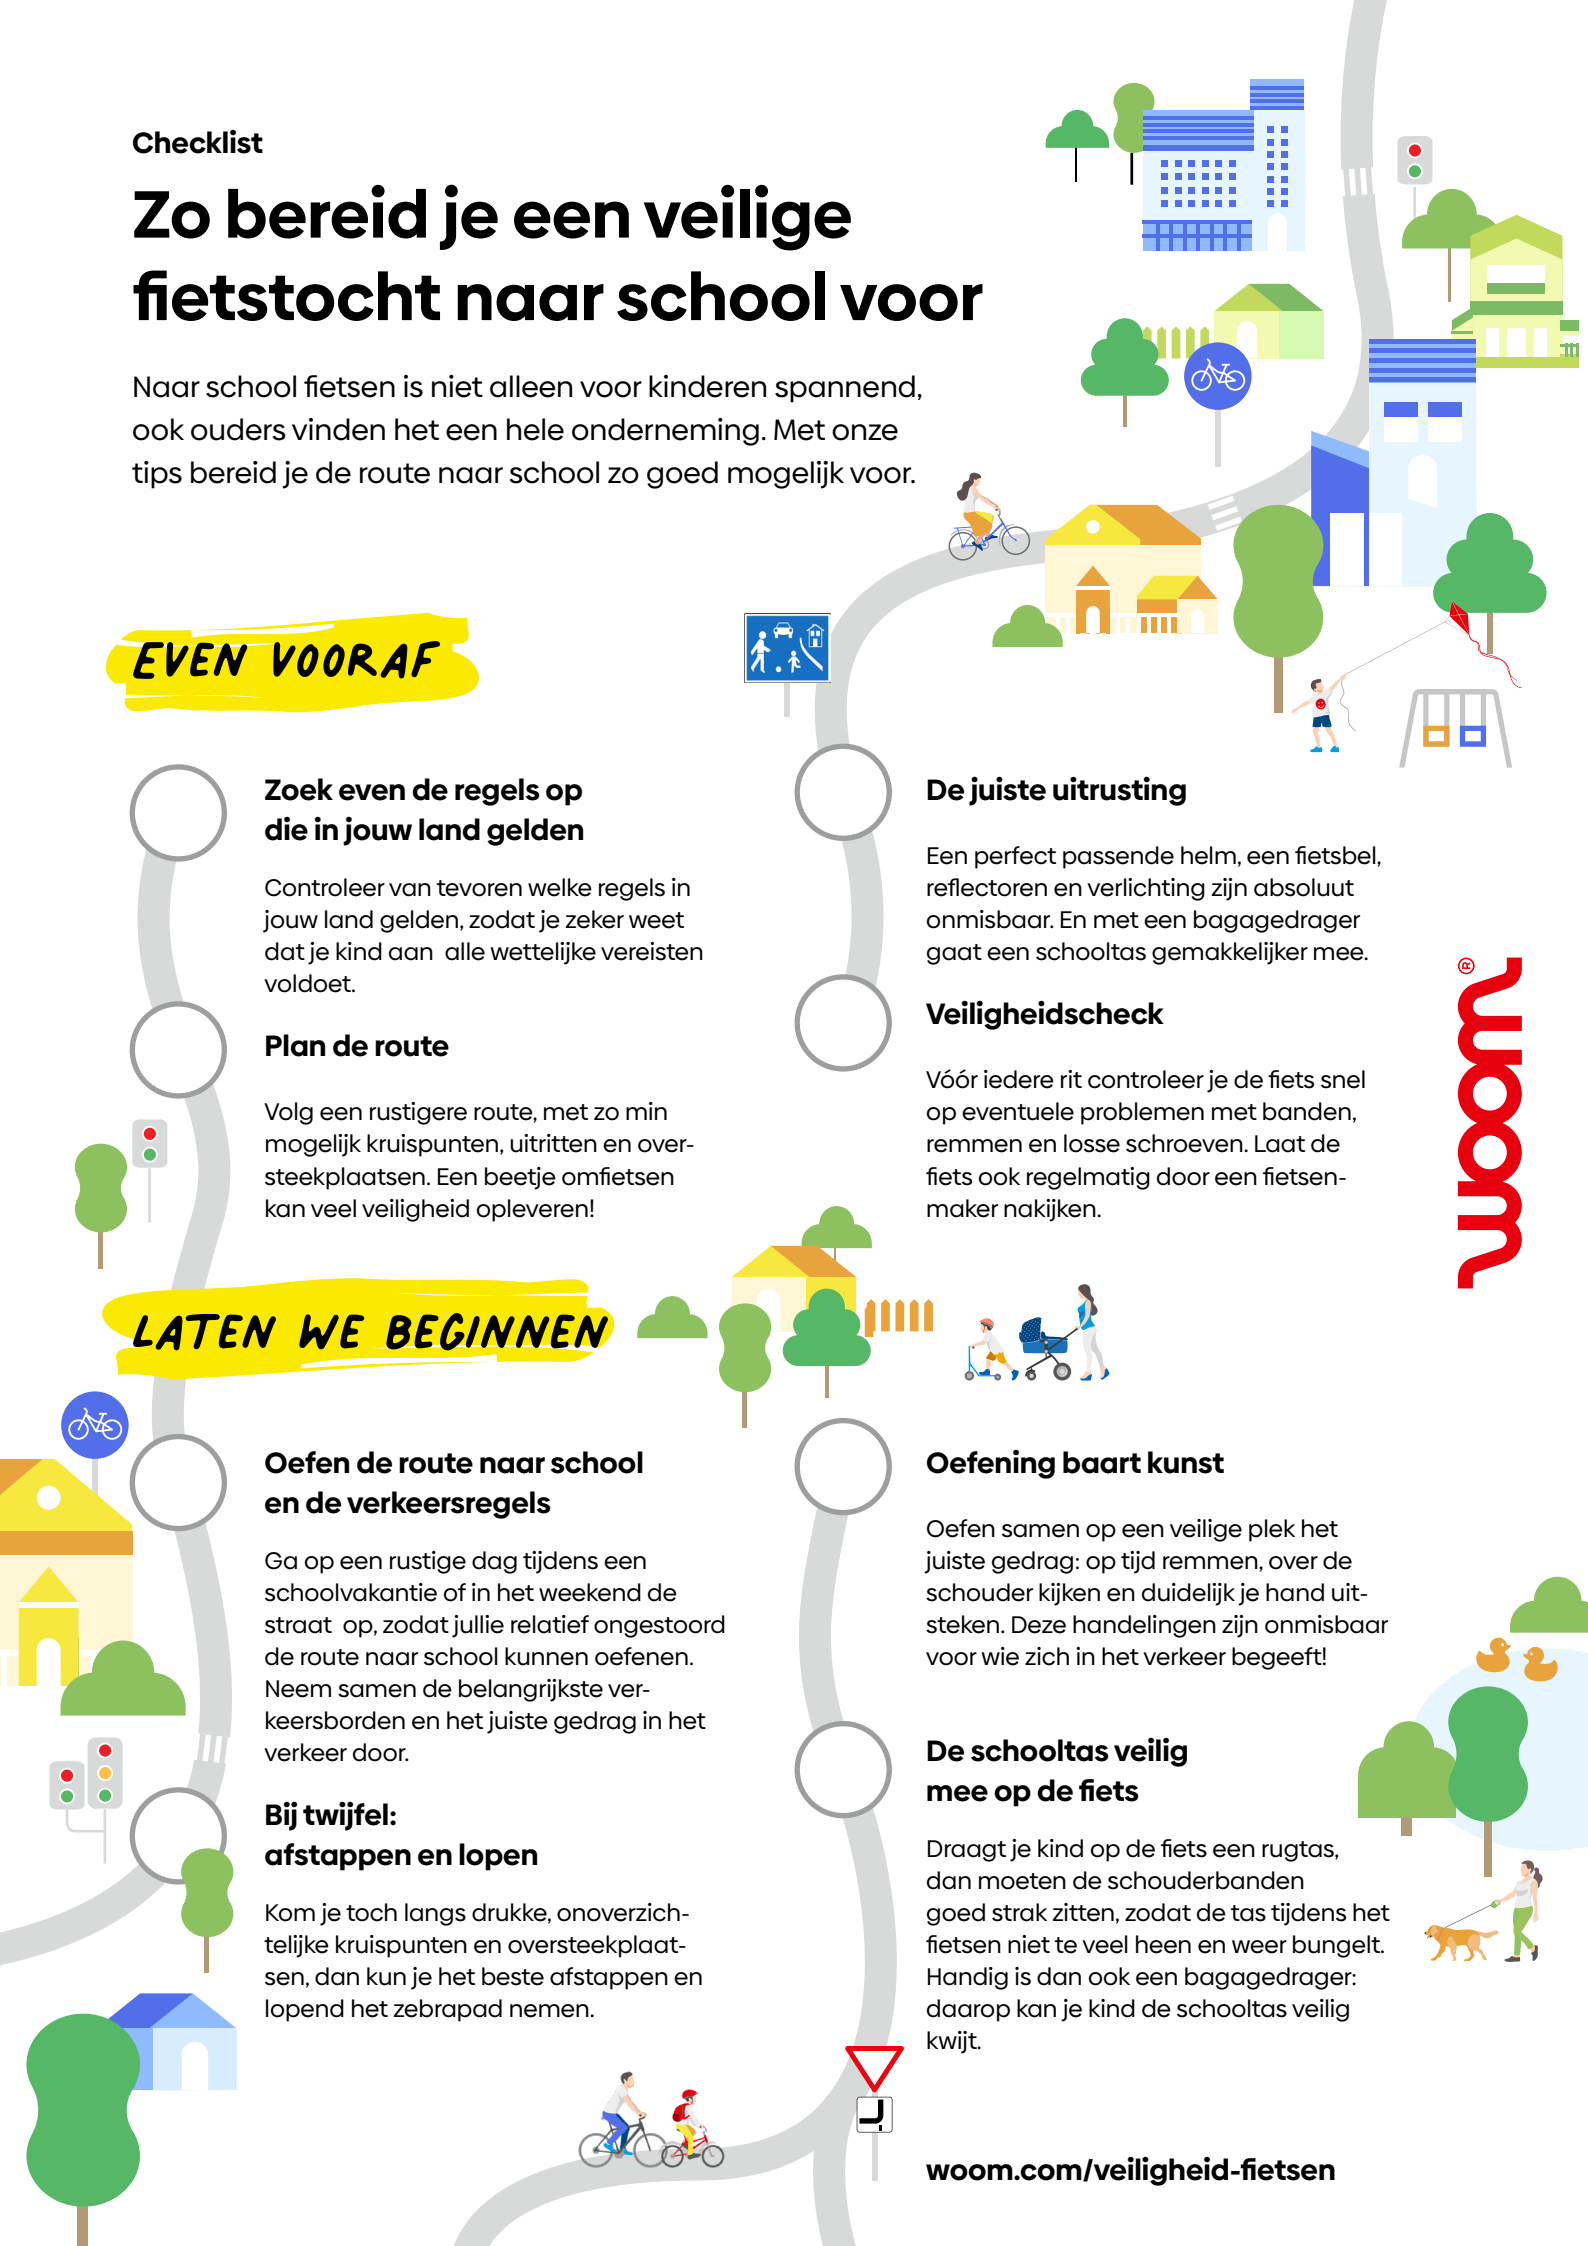 Checklist
Zo bereid je een veilige
fietstocht naar school voor
Naar school fietsen is niet alleen voor kinderen spannend,
ook ouders vinden het een hele onderneming. Met onze
tips bereid je de route naar school zo goed mogelijk voor.
EVEN VOORAF
Zoek even de regels op
die in jouw land gelden
Controleer van tevoren welke regels in
jouw land gelden, zodat je zeker weet
dat je kind aan  alle wettelijke vereisten
voldoet.
Plan de route
Volg een rustigere route, met zo min
mogelijk kruispunten, uitritten en over-
steekplaatsen. Een beetje omfietsen
kan veel veiligheid opleveren!
De juiste uitrusting
Een perfect passende helm, een fietsbel,
reflectoren en verlichting zijn absoluut
onmisbaar. En met een bagagedrager
gaat een schooltas gemakkelijker mee.
Veiligheidscheck
Vóór iedere rit controleer je de fiets snel
op eventuele problemen met banden,
remmen en losse schroeven. Laat de
fiets ook regelmatig door een fietsen-
maker nakijken.
woom®
LATEN WE BEGINNEN
Oefen de route naar school
en de verkeersregels
Ga op een rustige dag tijdens een
schoolvakantie of in het weekend de
straat  op, zodat jullie relatief ongestoord
de route naar school kunnen oefenen.
Neem samen de belangrijkste ver-
keersborden en het juiste gedrag in het
verkeer door.
Bij twijfel:
afstappen en lopen
Kom je toch langs drukke, onoverzich-
telijke kruispunten en oversteekplaat-
sen, dan kun je het beste afstappen en
lopend het zebrapad nemen.
Oefening baart kunst
Oefen samen op een veilige plek het
juiste gedrag: op tijd remmen, over de
schouder kijken en duidelijk je hand uit-
steken. Deze handelingen zijn onmisbaar
voor wie zich in het verkeer begeeft!
De schooltas veilig
mee op de fiets
Draagt je kind op de fiets een rugtas,
dan moeten de schouderbanden
goed strak zitten, zodat de tas tijdens het
fietsen niet te veel heen en weer bungelt.
Handig is dan ook een bagagedrager:
daarop kan je kind de schooltas veilig
kwijt.
woom.com/veiligheid-fietsen